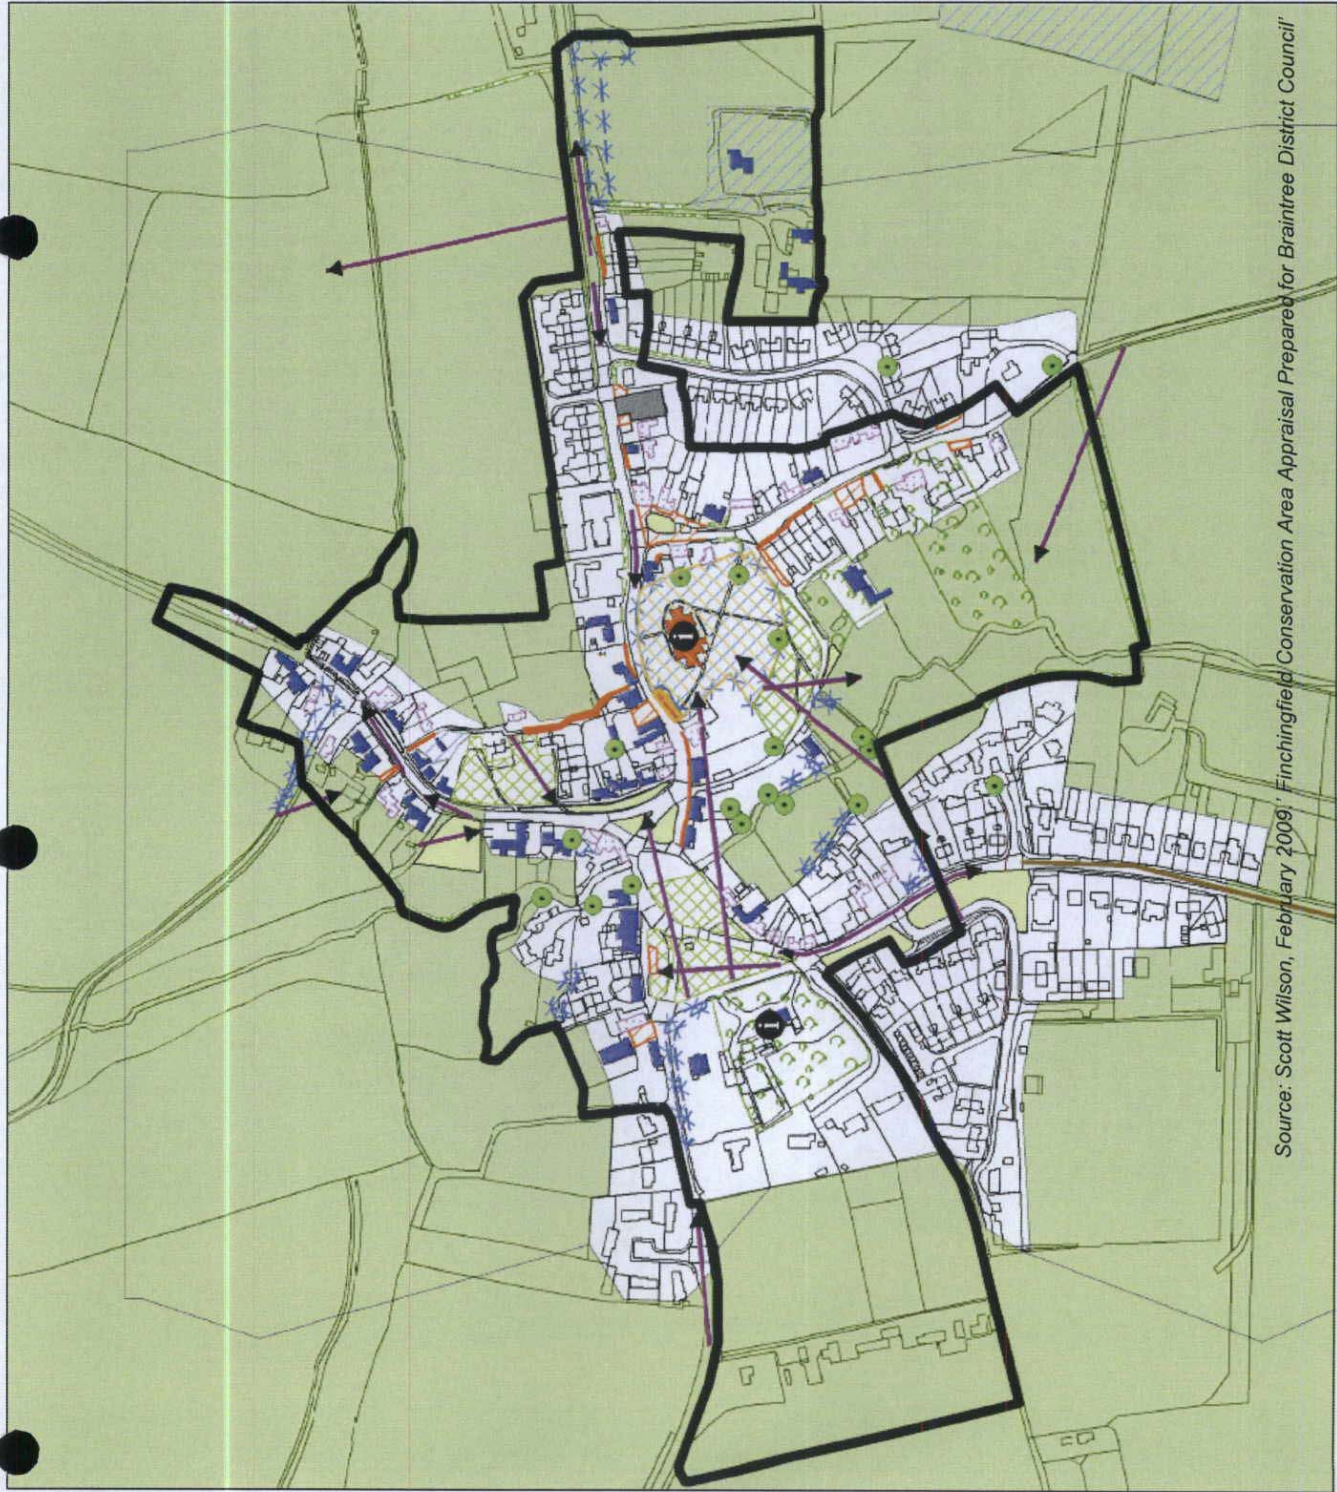 Source: Scott Wilson, February 2009.' Finchingfield Conservation Area Appraisal Prepared for Braintree District Council'
i
i